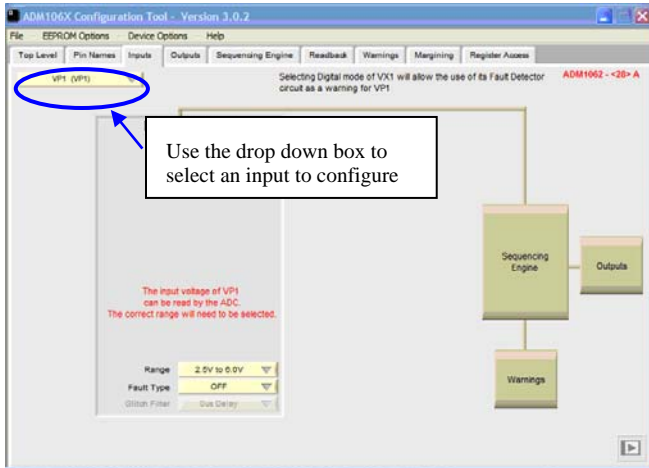 ADM106X Configuration Tool - Version 3.0.2
File EEPROM Options Device Options Help
Top Level Pin Names Inputs Outputs Sequencing Engine Readback Warnings Margining Register Access
VP1 (VP1)
Selecting Digital mode of VX1 will allow the use of its Fault Detector
circuit as a warning for VP1
ADM1062 - <28> A
Use the drop down box to
select an input to configure
The input voltage of VP1
can be read by the ADC.
The correct range will need to be selected.
Sequencing
Engine
Outputs
Range 2.5V to 6.0V
Fault Type OFF
Glitch Filter 0us Delay
Warnings